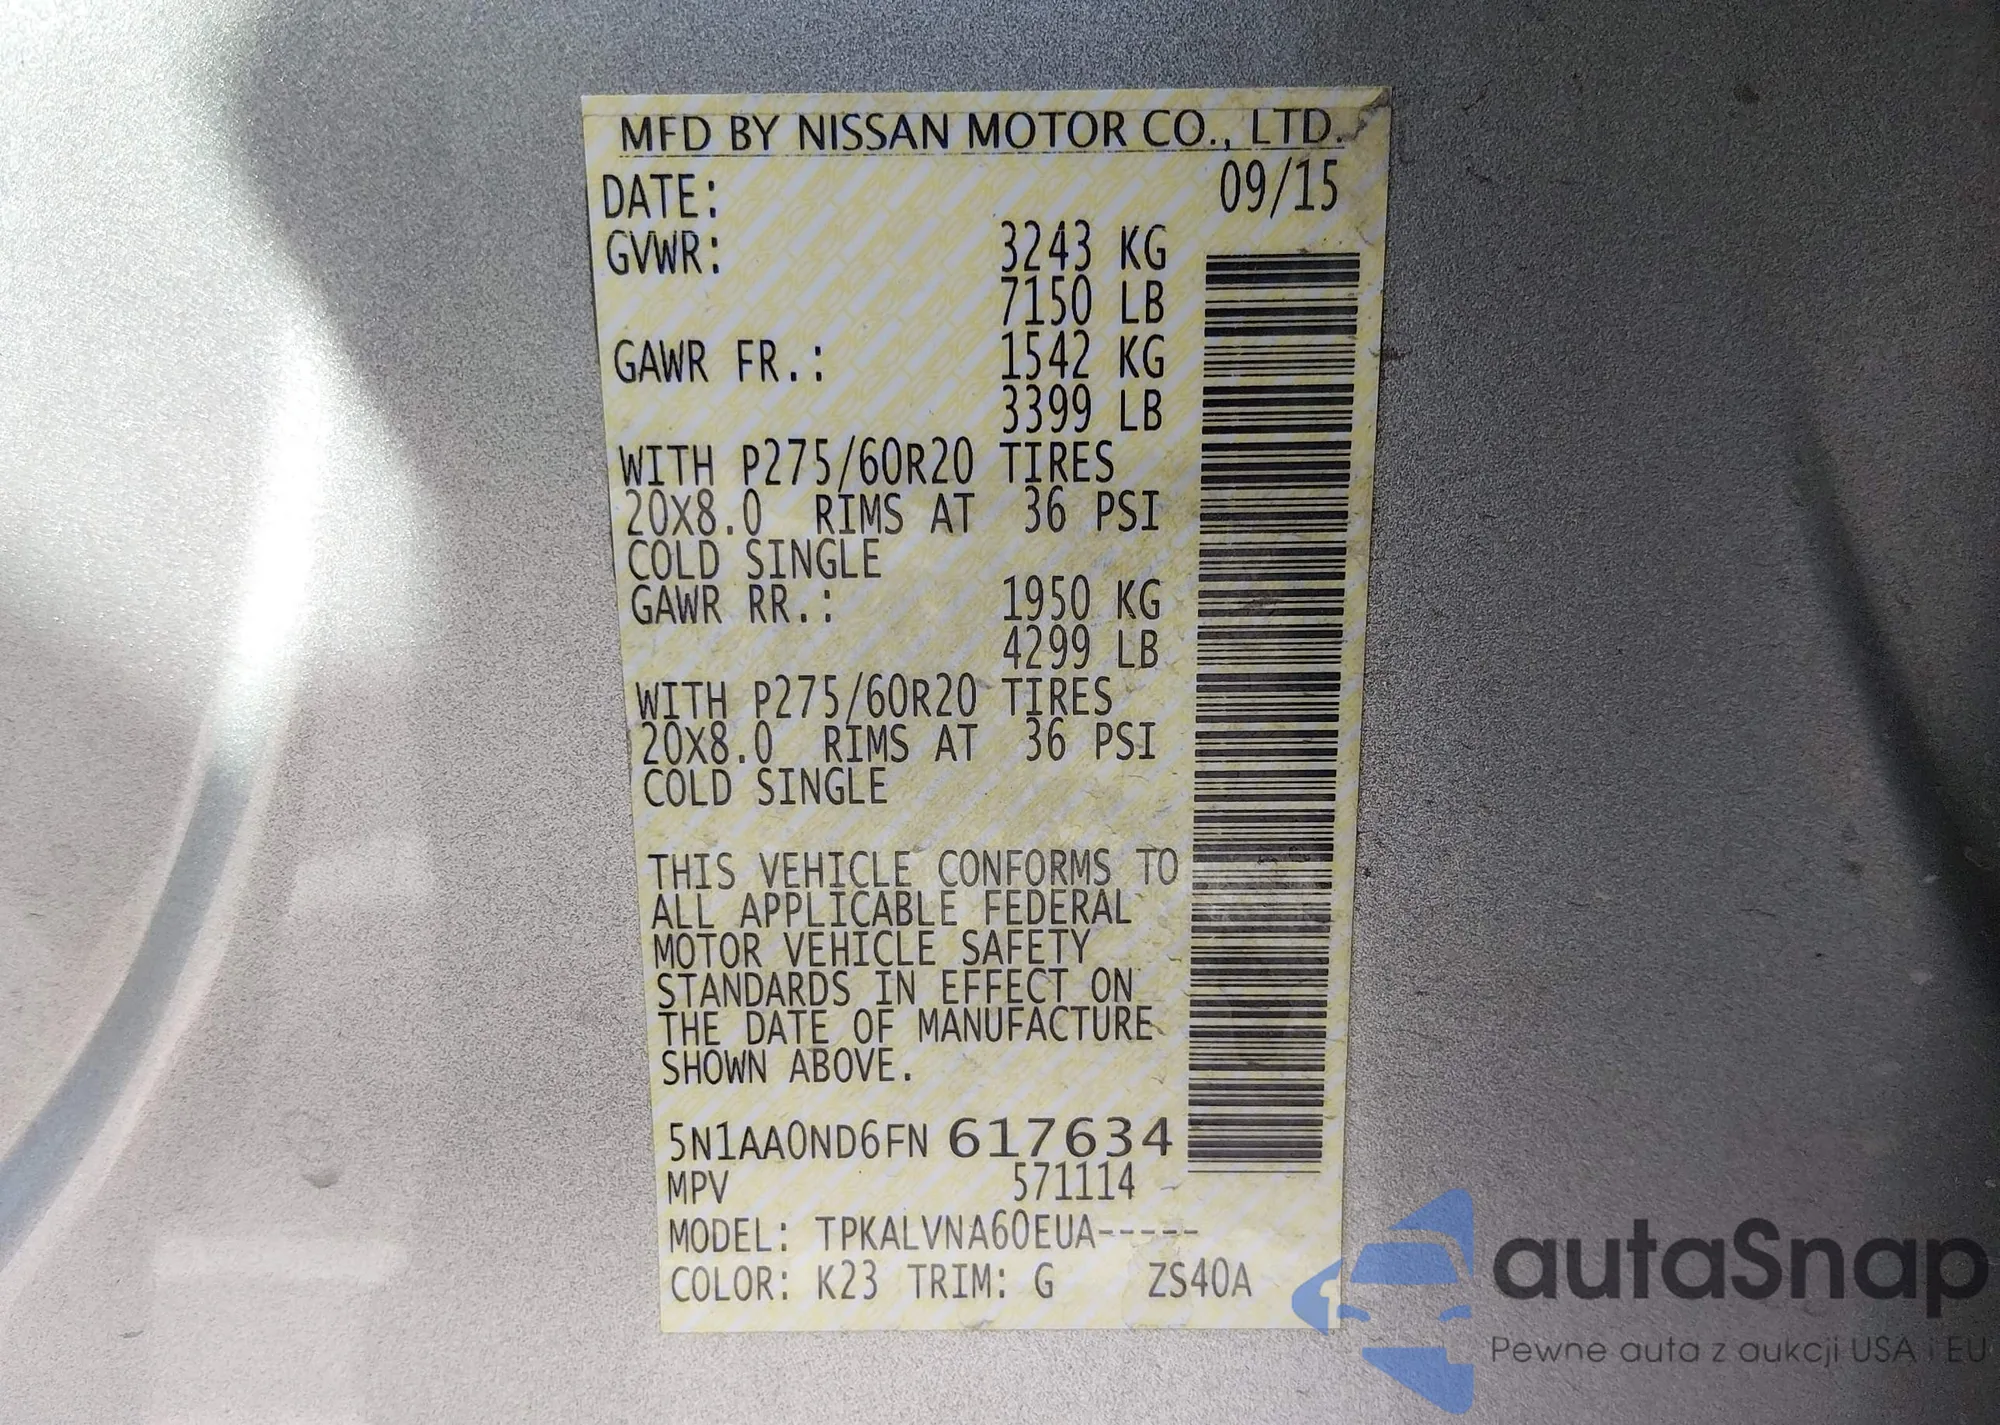 MFD BY NISSAN MOTOR CO., LTD.
DATE: 09/15
GVWR: 3243 KG
7150 LB
GAWR FR.: 1542 KG
3399 LB
WITH P275/60R20 TIRES
20X8.0 RIMS AT 36 PSI
COLD SINGLE
GAWR RR.: 1950 KG
4299 LB
WITH P275/60R20 TIRES
20X8.0 RIMS AT 36 PSI
COLD SINGLE
THIS VEHICLE CONFORMS TO
ALL APPLICABLE FEDERAL
MOTOR VEHICLE SAFETY
STANDARDS IN EFFECT ON
THE DATE OF MANUFACTURE
SHOWN ABOVE.
5N1AA0ND6FN 617634
MPV 571114
MODEL: TPKALVNA60EUA-----
COLOR: K23 TRIM: G ZS40A
autaSnap
Pewne auta z aukcji USA i EU